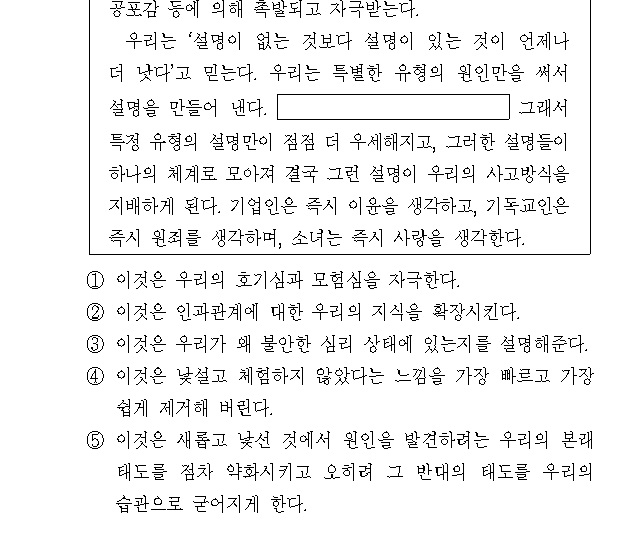 공포감 등에 의해 촉발되고 자극받는다.
우리는 ‘설명이 없는 것보다 설명이 있는 것이 언제나
더 낫다’고 믿는다. 우리는 특별한 유형의 원인만을 써서
설명을 만들어 낸다. 그래서
특정 유형의 설명만이 점점 더 우세해지고, 그러한 설명들이
하나의 체계로 모아져 결국 그런 설명이 우리의 사고방식을
지배하게 된다. 기업인은 즉시 이윤을 생각하고, 기독교인은
즉시 원죄를 생각하며, 소녀는 즉시 사랑을 생각한다.
① 이것은 우리의 호기심과 모험심을 자극한다.
② 이것은 인과관계에 대한 우리의 지식을 확장시킨다.
③ 이것은 우리가 왜 불안한 심리 상태에 있는지를 설명해준다.
④ 이것은 낯설고 체험하지 않았다는 느낌을 가장 빠르고 가장
쉽게 제거해 버린다.
⑤ 이것은 새롭고 낯선 것에서 원인을 발견하려는 우리의 본래
태도를 점차 약화시키고 오히려 그 반대의 태도를 우리의
습관으로 굳어지게 한다.